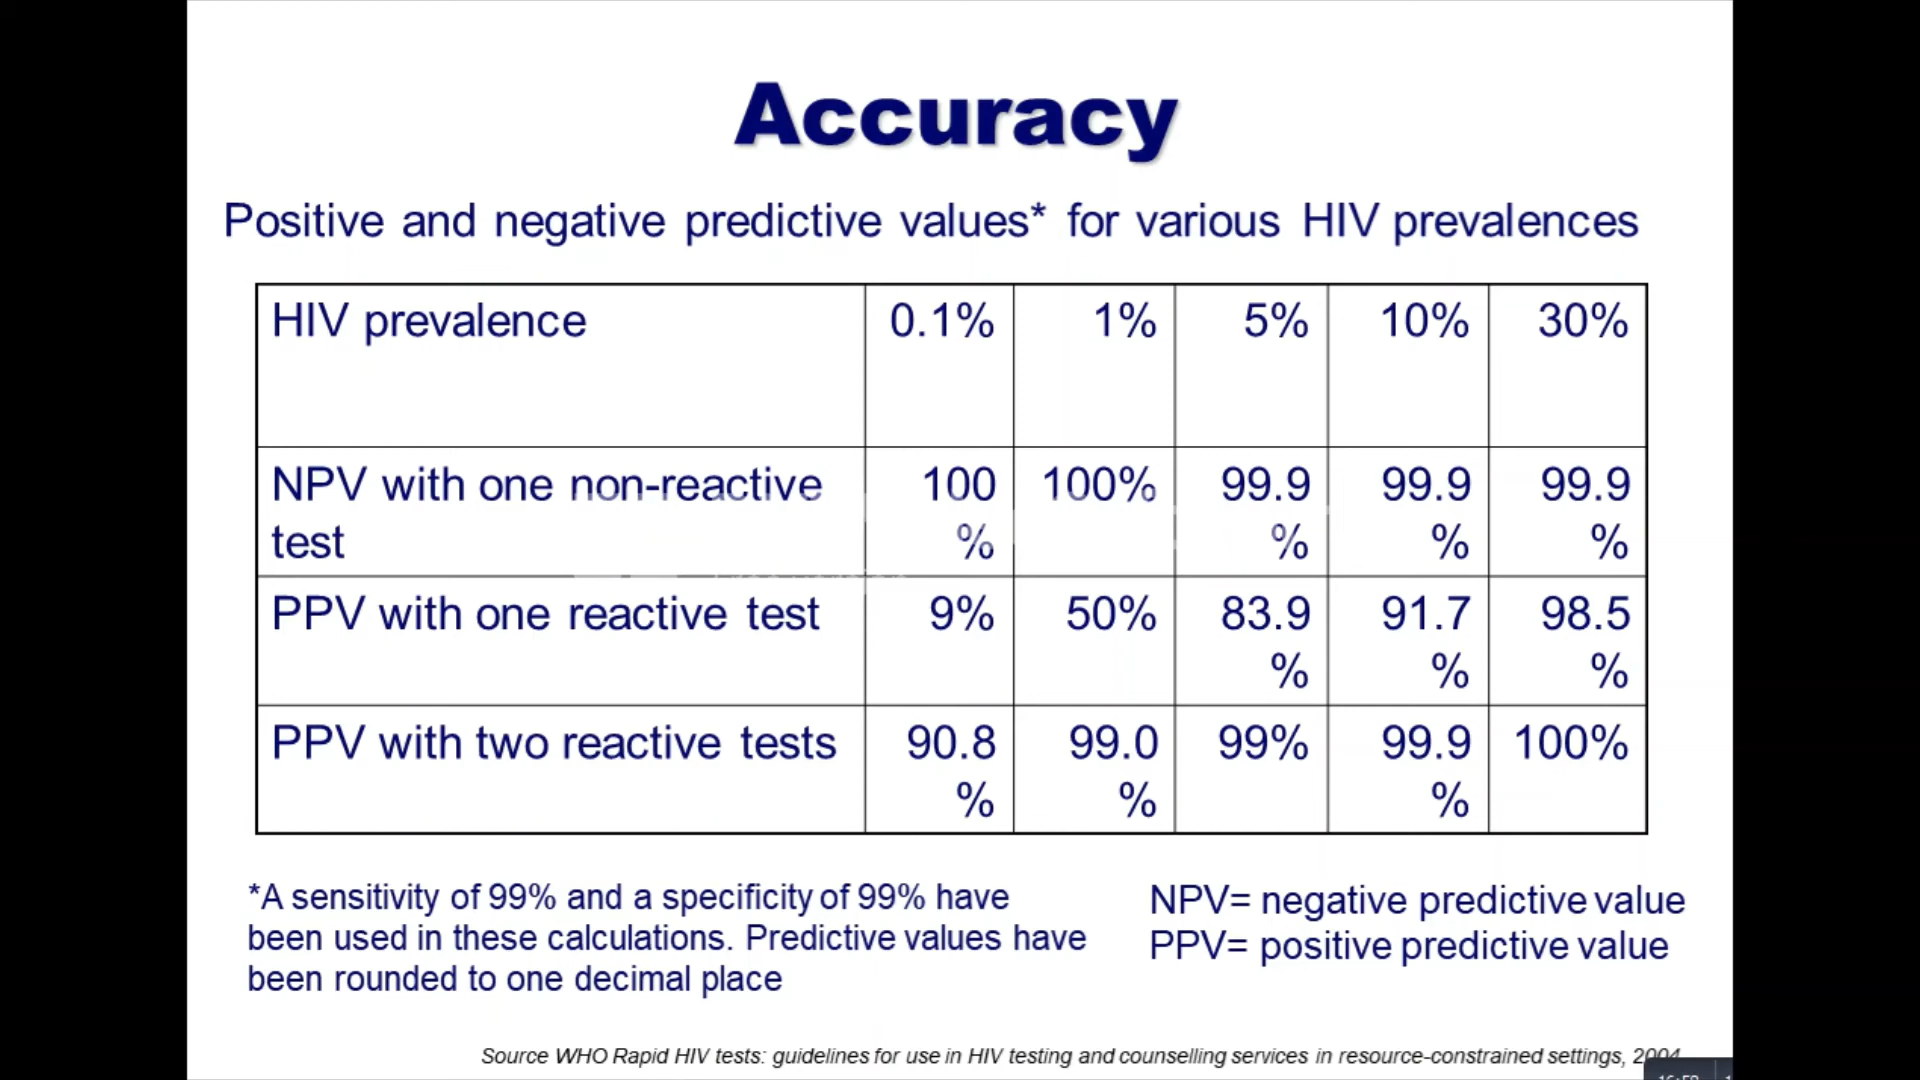 Accuracy
Positive and negative predictive values* for various HIV prevalences
HIV prevalence 0.1% 1% 5% 10% 30%
NPV with one non-reactive 100 100% 99.9 99.9 99.9
test % % % %
PPV with one reactive test 9% 50% 83.9 91.7 98.5
% % %
PPV with two reactive tests 90.8 99.0 99% 99.9 100%
% % %
*A sensitivity of 99% and a specificity of 99% have
been used in these calculations. Predictive values have
been rounded to one decimal place
NPV= negative predictive value
PPV= positive predictive value
Source WHO Rapid HIV tests: guidelines for use in HIV testing and counselling services in resource-constrained settings, 2004